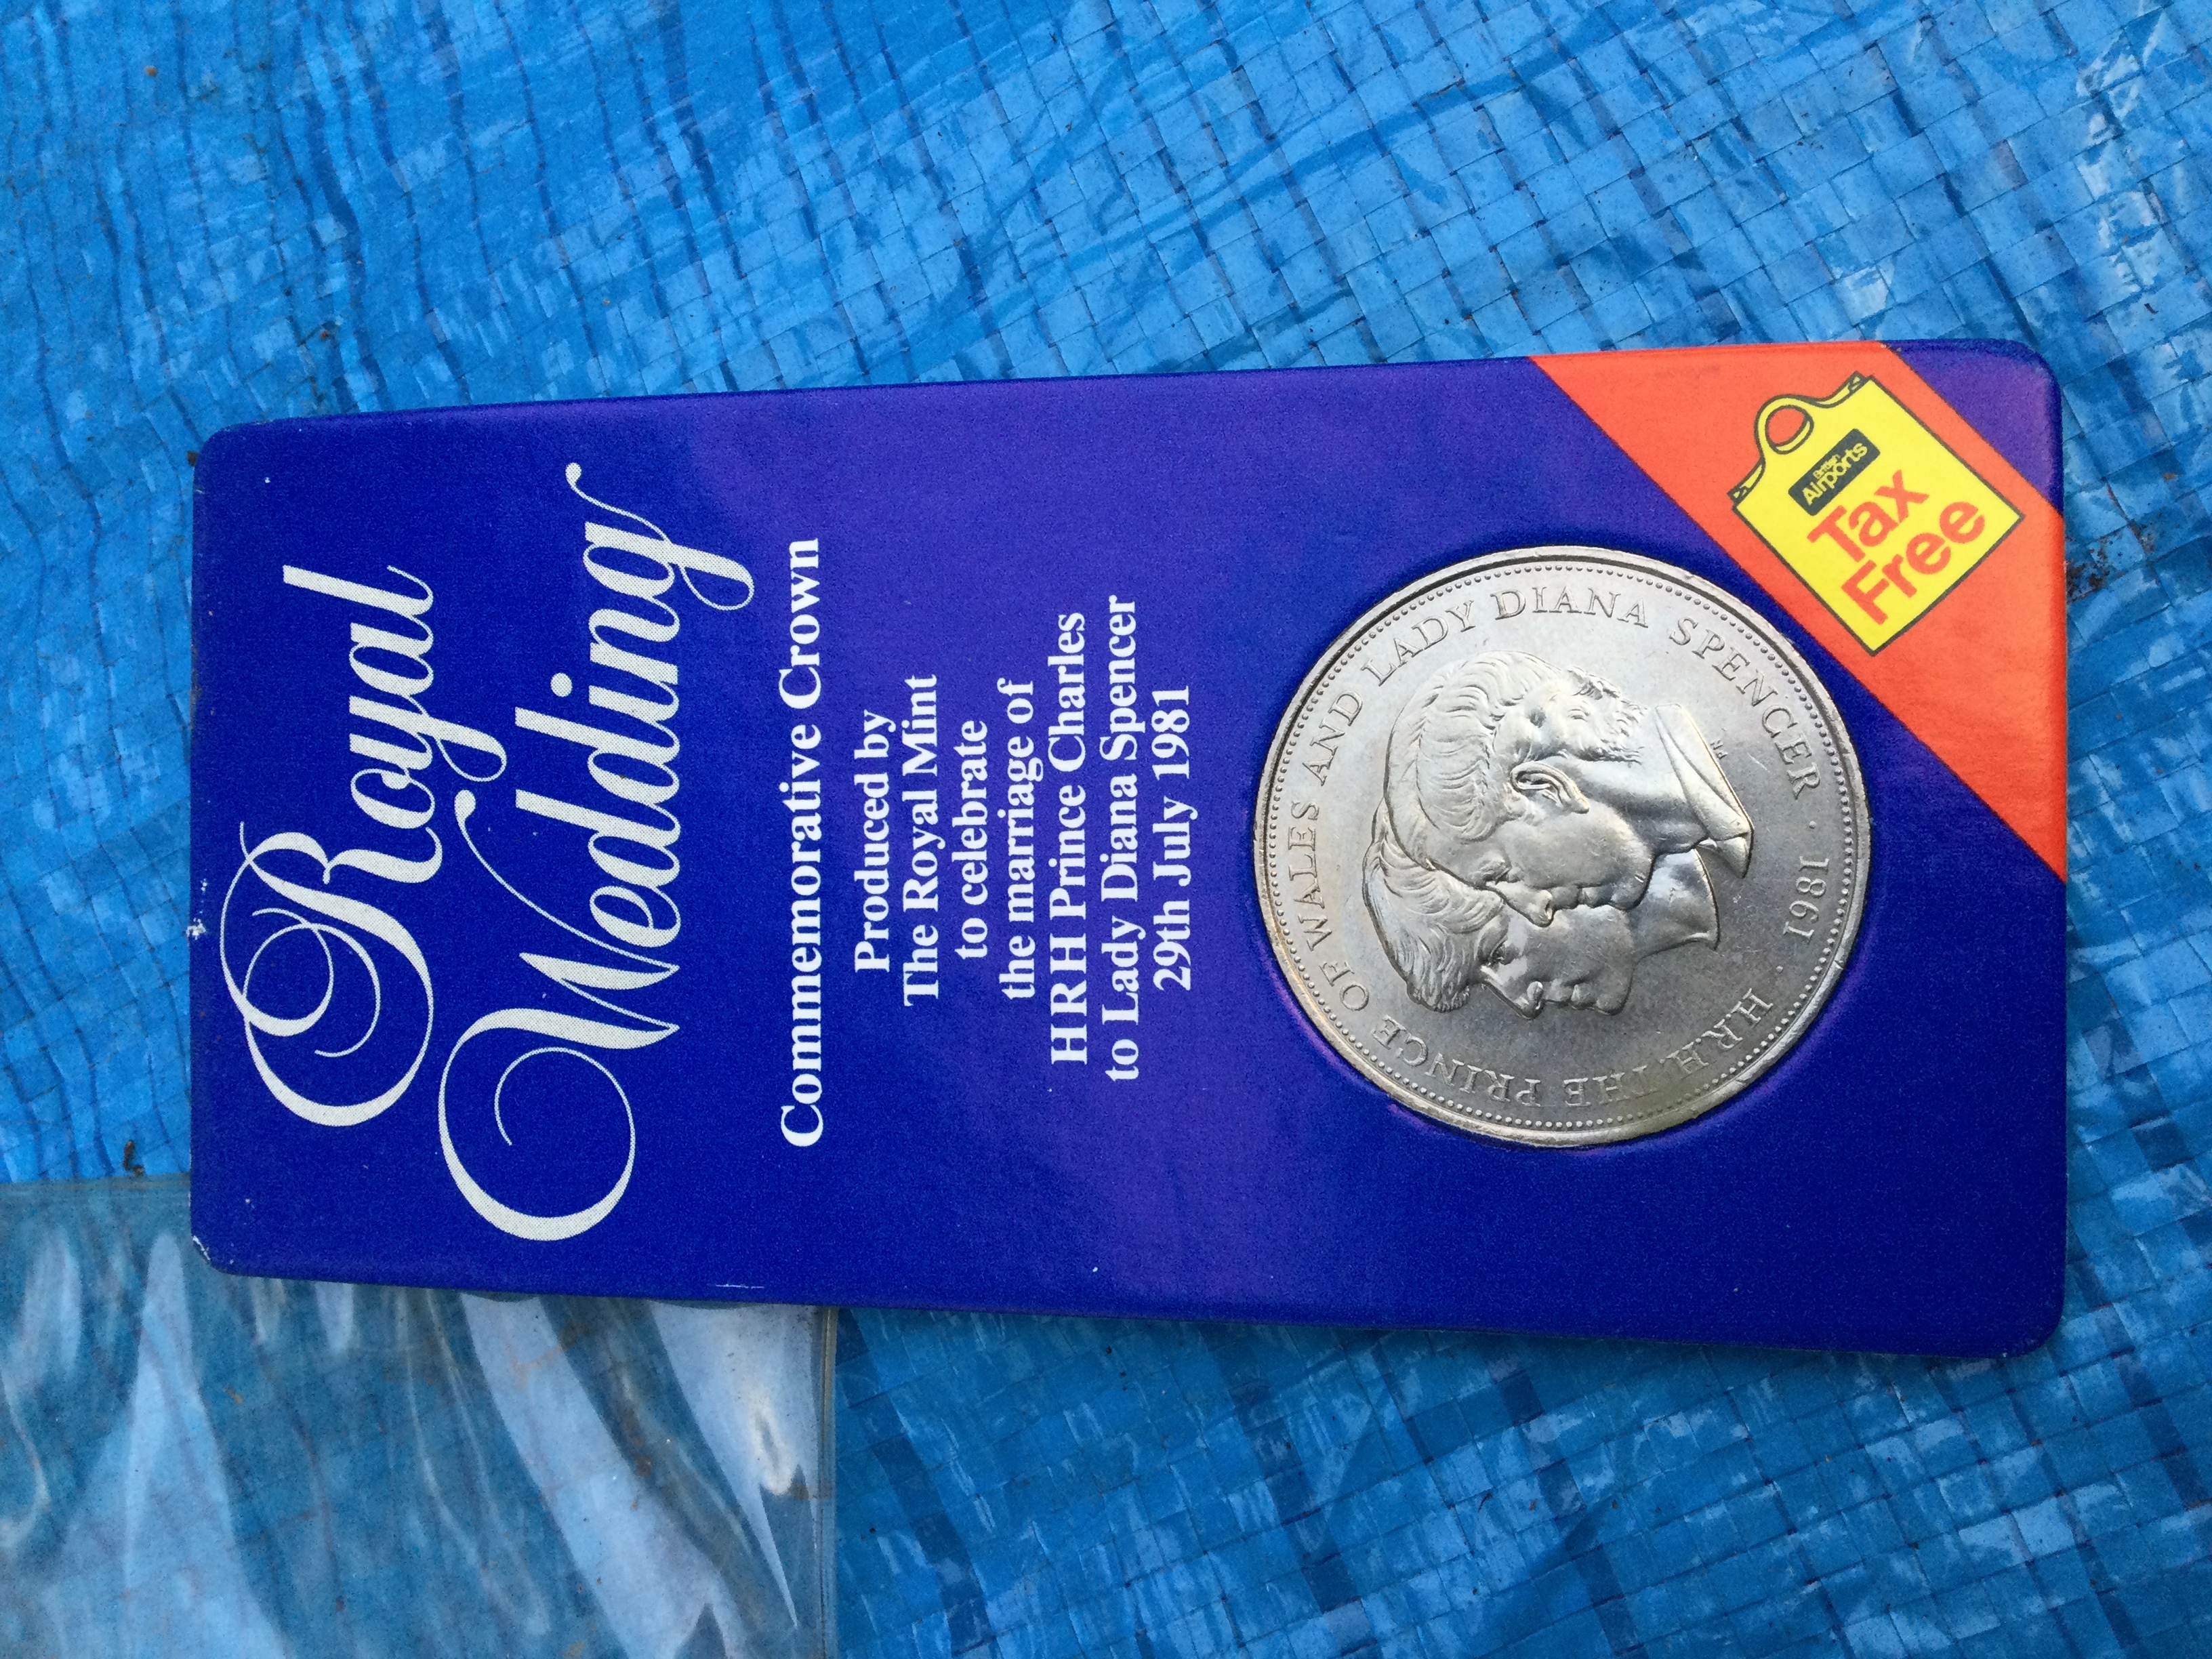 Royal
Wedding
Commemorative Crown
Produced by
The Royal Mint
to celebrate
the marriage of
HRH Prince Charles
to Lady Diana Spencer
29th July 1981
H.R.H. THE PRINCE OF WALES AND LADY DIANA SPENCER · 1981 ·
British
Airports
Tax
Free